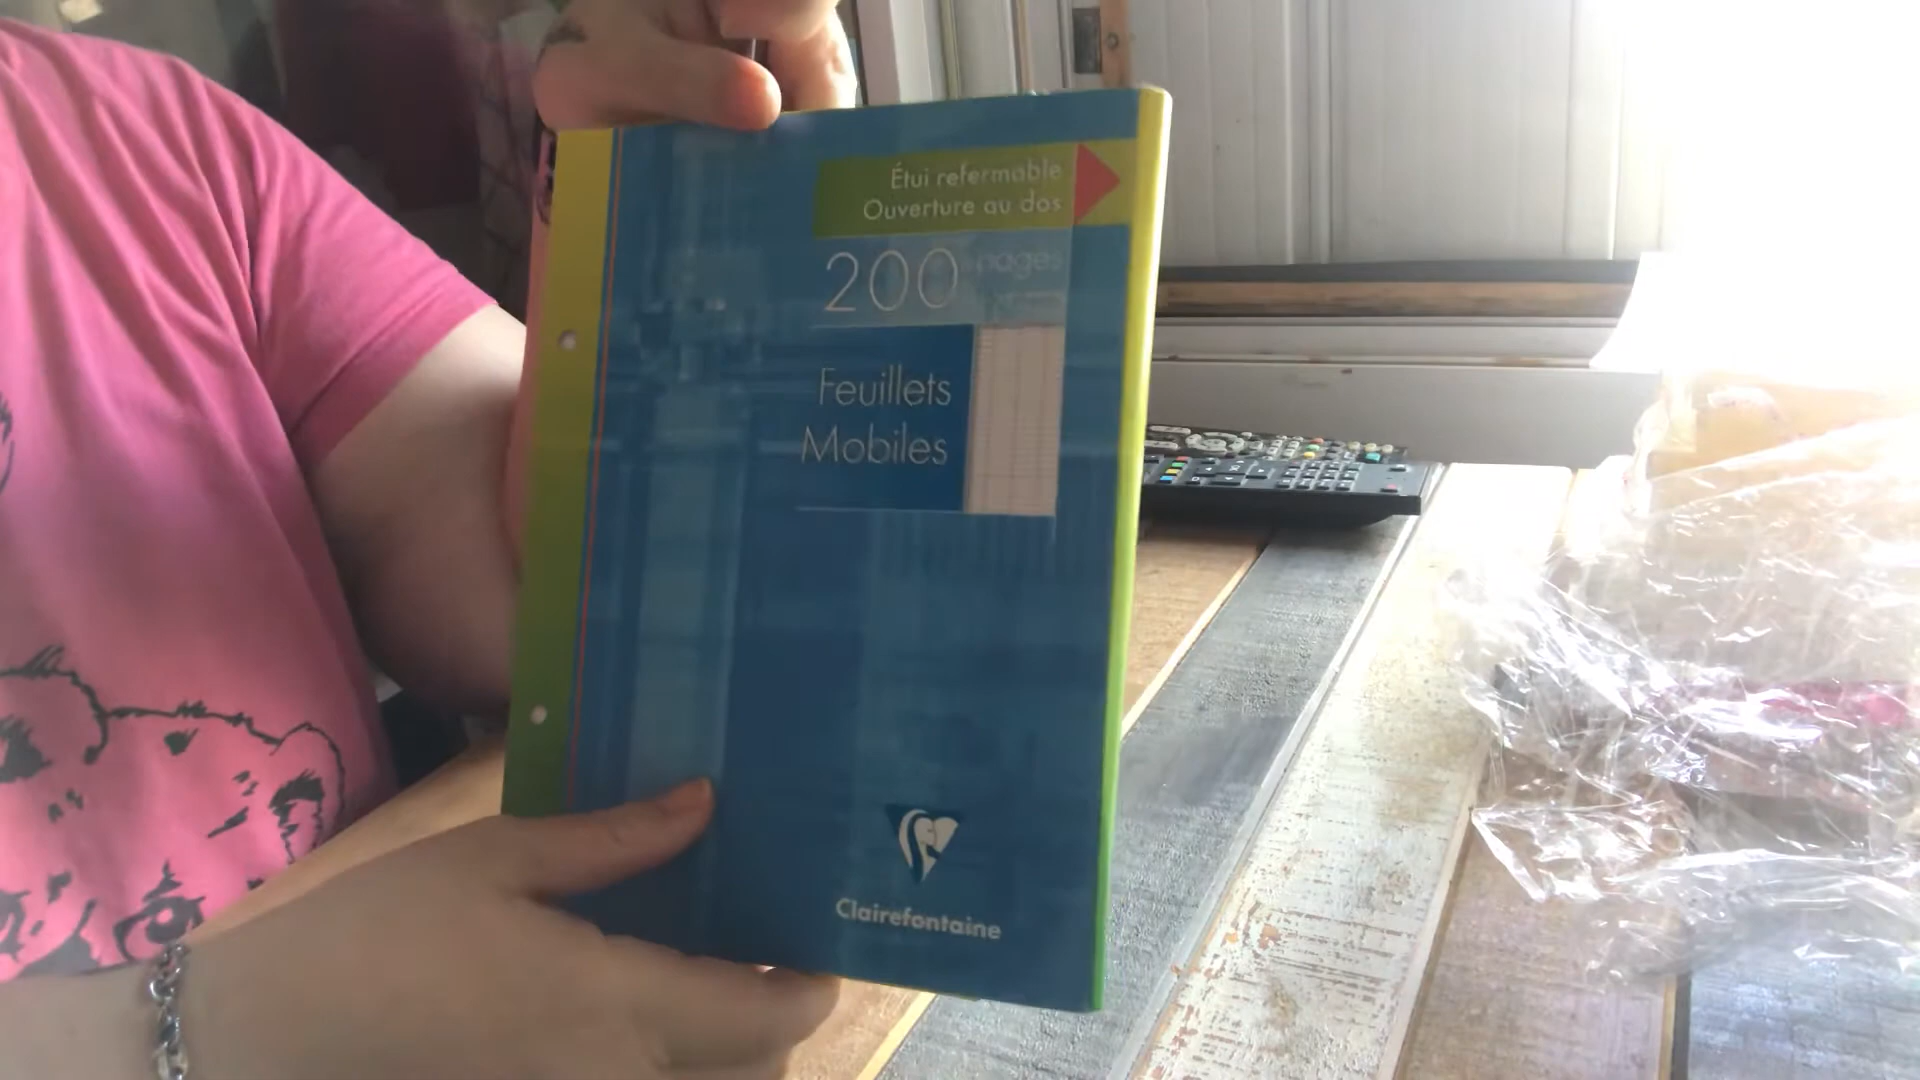 Étui refermable
Ouverture au dos
200 pages
Feuillets
Mobiles
Clairefontaine